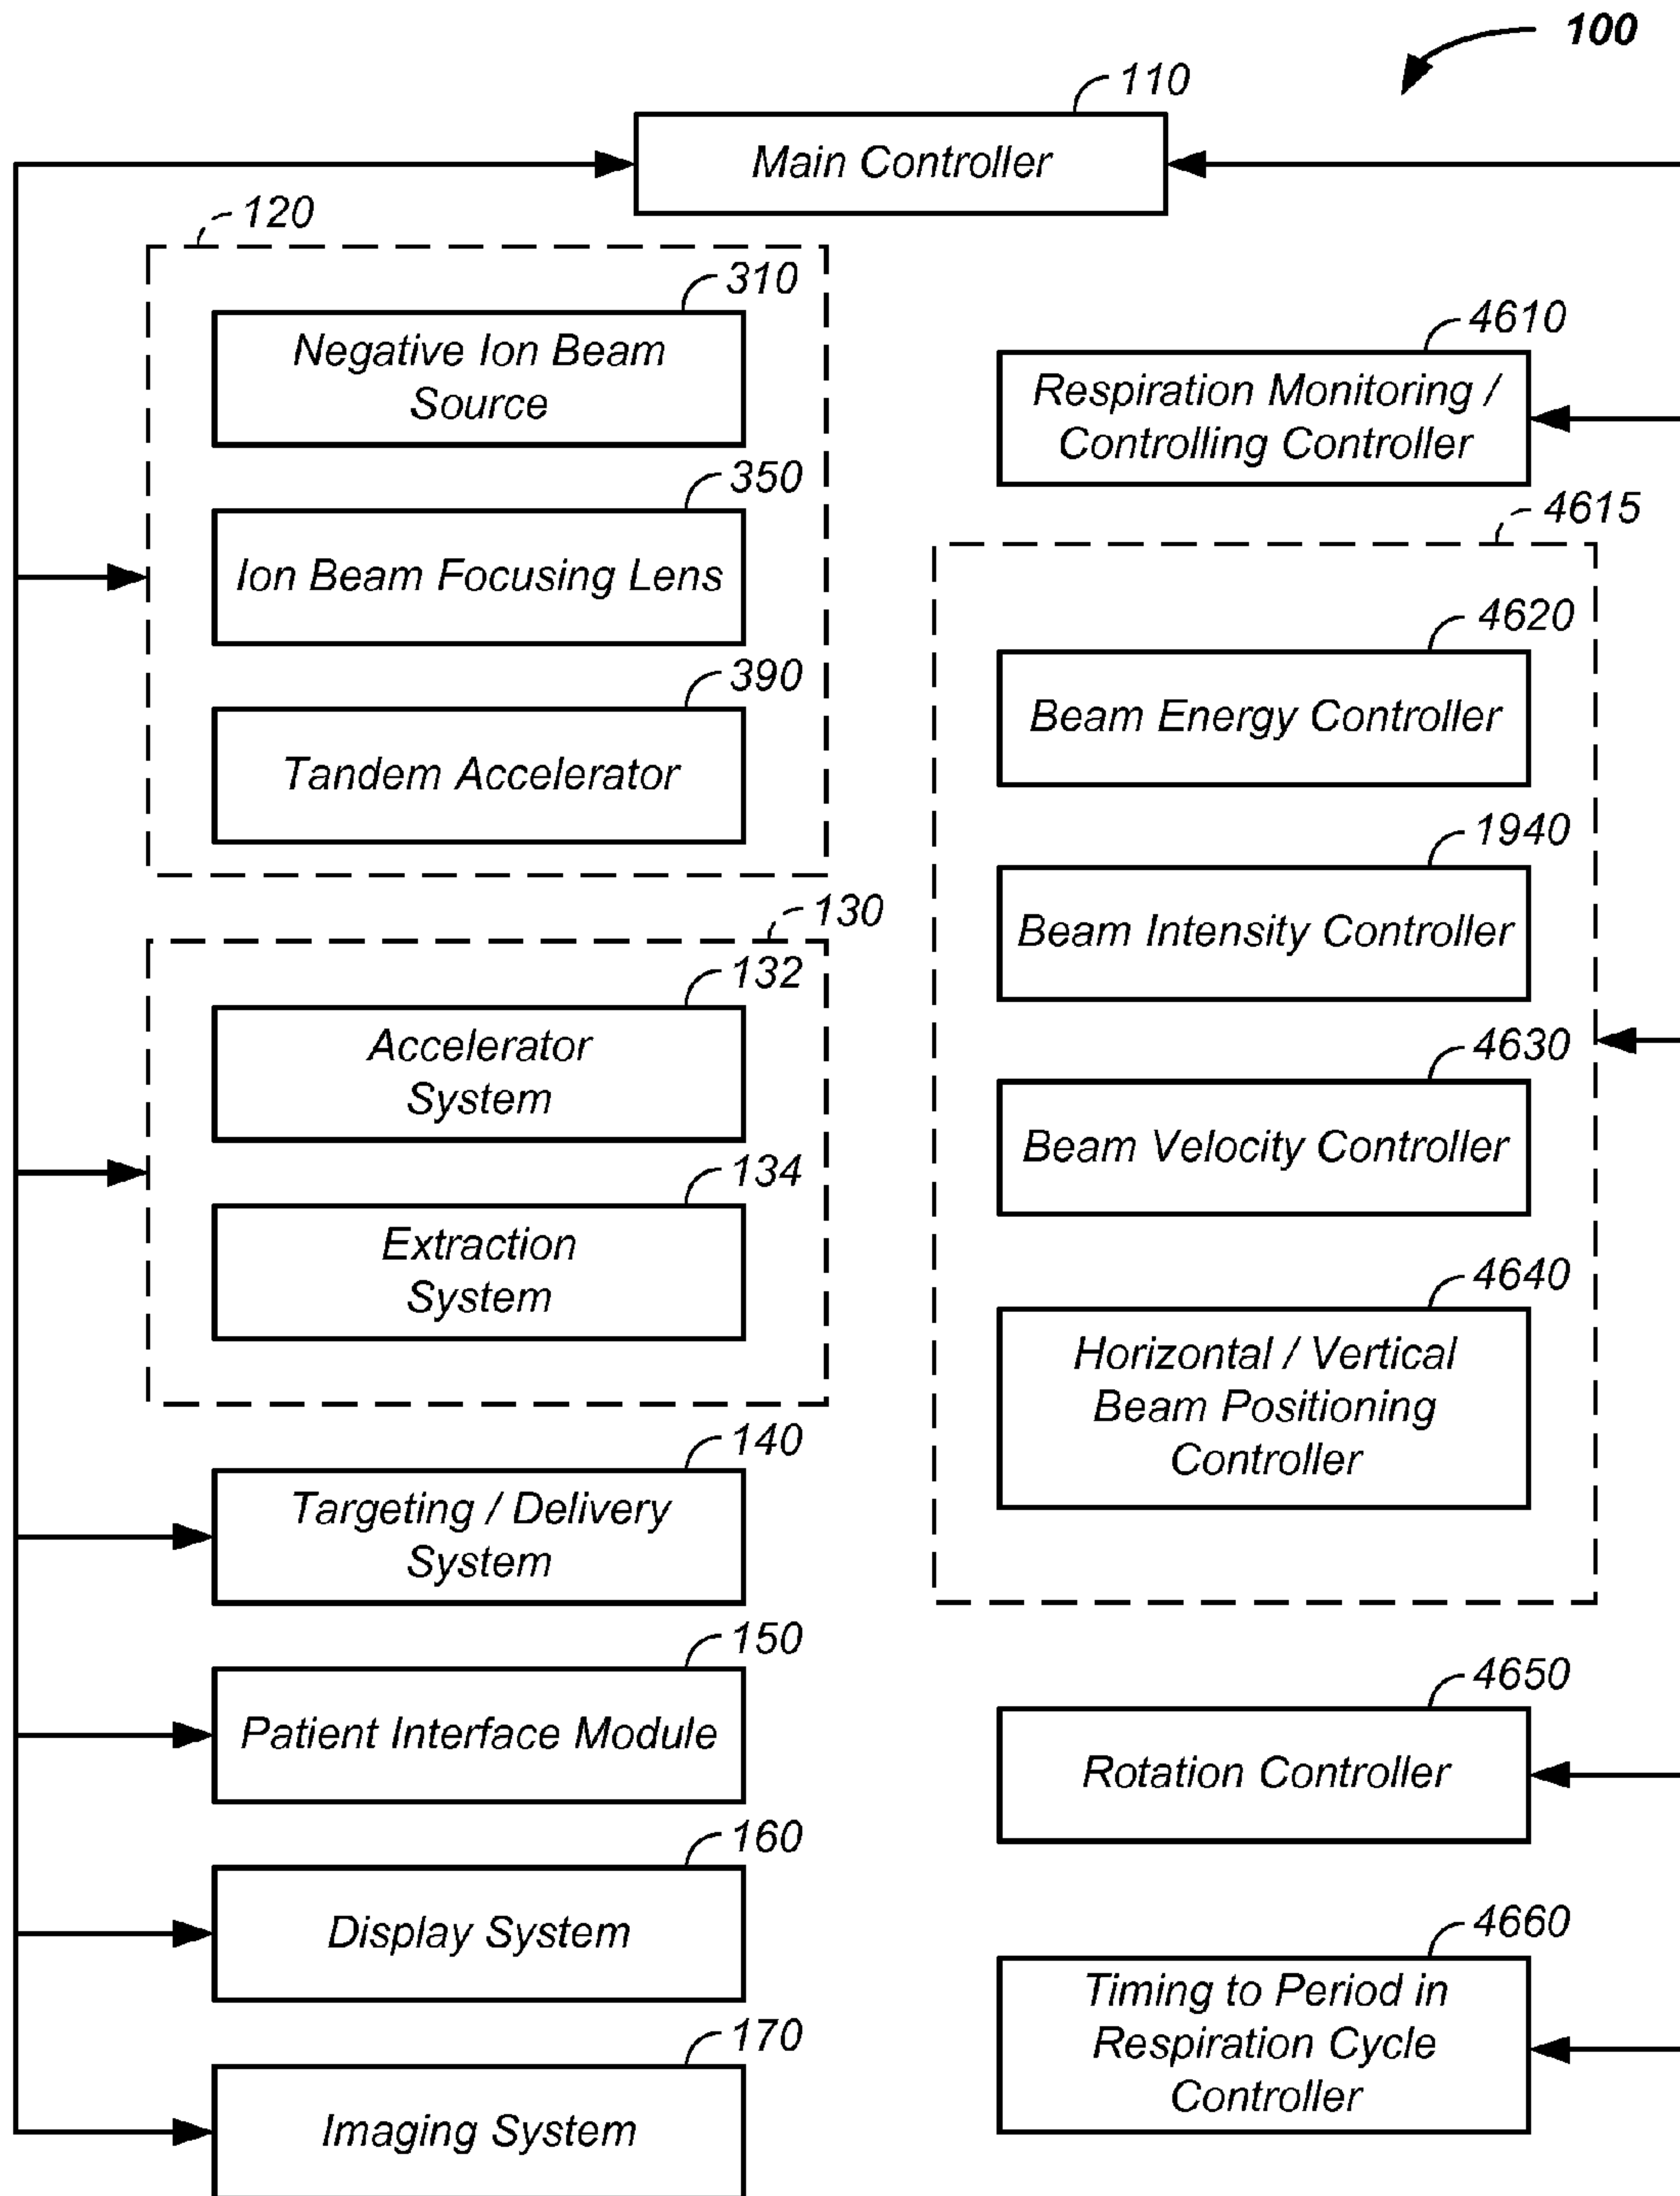 100
110
Main Controller
120
310
Negative Ion Beam
Source
350
Ion Beam Focusing Lens
390
Tandem Accelerator
130
132
Accelerator
System
134
Extraction
System
140
Targeting / Delivery
System
150
Patient Interface Module
160
Display System
170
Imaging System
4610
Respiration Monitoring /
Controlling Controller
4615
4620
Beam Energy Controller
1940
Beam Intensity Controller
4630
Beam Velocity Controller
4640
Horizontal / Vertical
Beam Positioning
Controller
4650
Rotation Controller
4660
Timing to Period in
Respiration Cycle
Controller